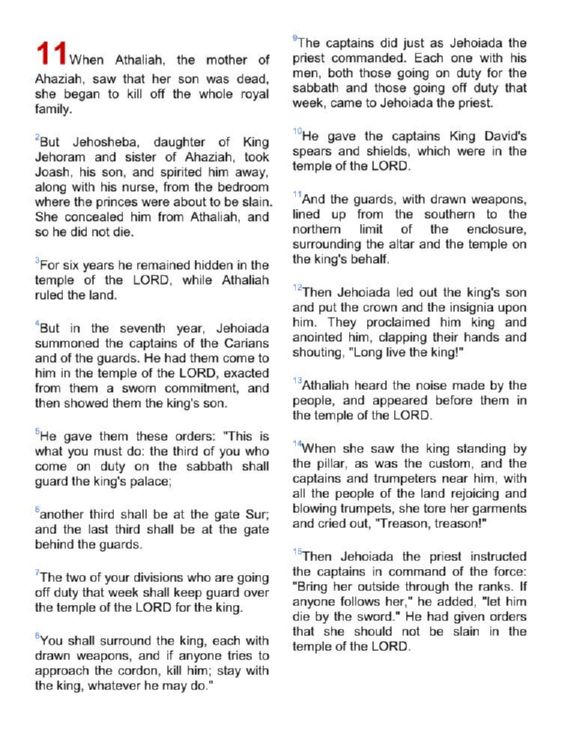 11When Athaliah, the mother of
Ahaziah, saw that her son was dead,
she began to kill off the whole royal
family.
2But Jehosheba, daughter of King
Jehoram and sister of Ahaziah, took
Joash, his son, and spirited him away,
along with his nurse, from the bedroom
where the princes were about to be slain.
She concealed him from Athaliah, and
so he did not die.
3For six years he remained hidden in the
temple of the LORD, while Athaliah
ruled the land.
4But in the seventh year, Jehoiada
summoned the captains of the Carians
and of the guards. He had them come to
him in the temple of the LORD, exacted
from them a sworn commitment, and
then showed them the king's son.
5He gave them these orders: "This is
what you must do: the third of you who
come on duty on the sabbath shall
guard the king's palace;
6another third shall be at the gate Sur;
and the last third shall be at the gate
behind the guards.
7The two of your divisions who are going
off duty that week shall keep guard over
the temple of the LORD for the king.
8You shall surround the king, each with
drawn weapons, and if anyone tries to
approach the cordon, kill him; stay with
the king, whatever he may do."
9The captains did just as Jehoiada the
priest commanded. Each one with his
men, both those going on duty for the
sabbath and those going off duty that
week, came to Jehoiada the priest.
10He gave the captains King David's
spears and shields, which were in the
temple of the LORD.
11And the guards, with drawn weapons,
lined up from the southern to the
northern limit of the enclosure,
surrounding the altar and the temple on
the king's behalf.
12Then Jehoiada led out the king's son
and put the crown and the insignia upon
him. They proclaimed him king and
anointed him, clapping their hands and
shouting, "Long live the king!"
13Athaliah heard the noise made by the
people, and appeared before them in
the temple of the LORD.
14When she saw the king standing by
the pillar, as was the custom, and the
captains and trumpeters near him, with
all the people of the land rejoicing and
blowing trumpets, she tore her garments
and cried out, "Treason, treason!"
15Then Jehoiada the priest instructed
the captains in command of the force:
"Bring her outside through the ranks. If
anyone follows her," he added, "let him
die by the sword." He had given orders
that she should not be slain in the
temple of the LORD.